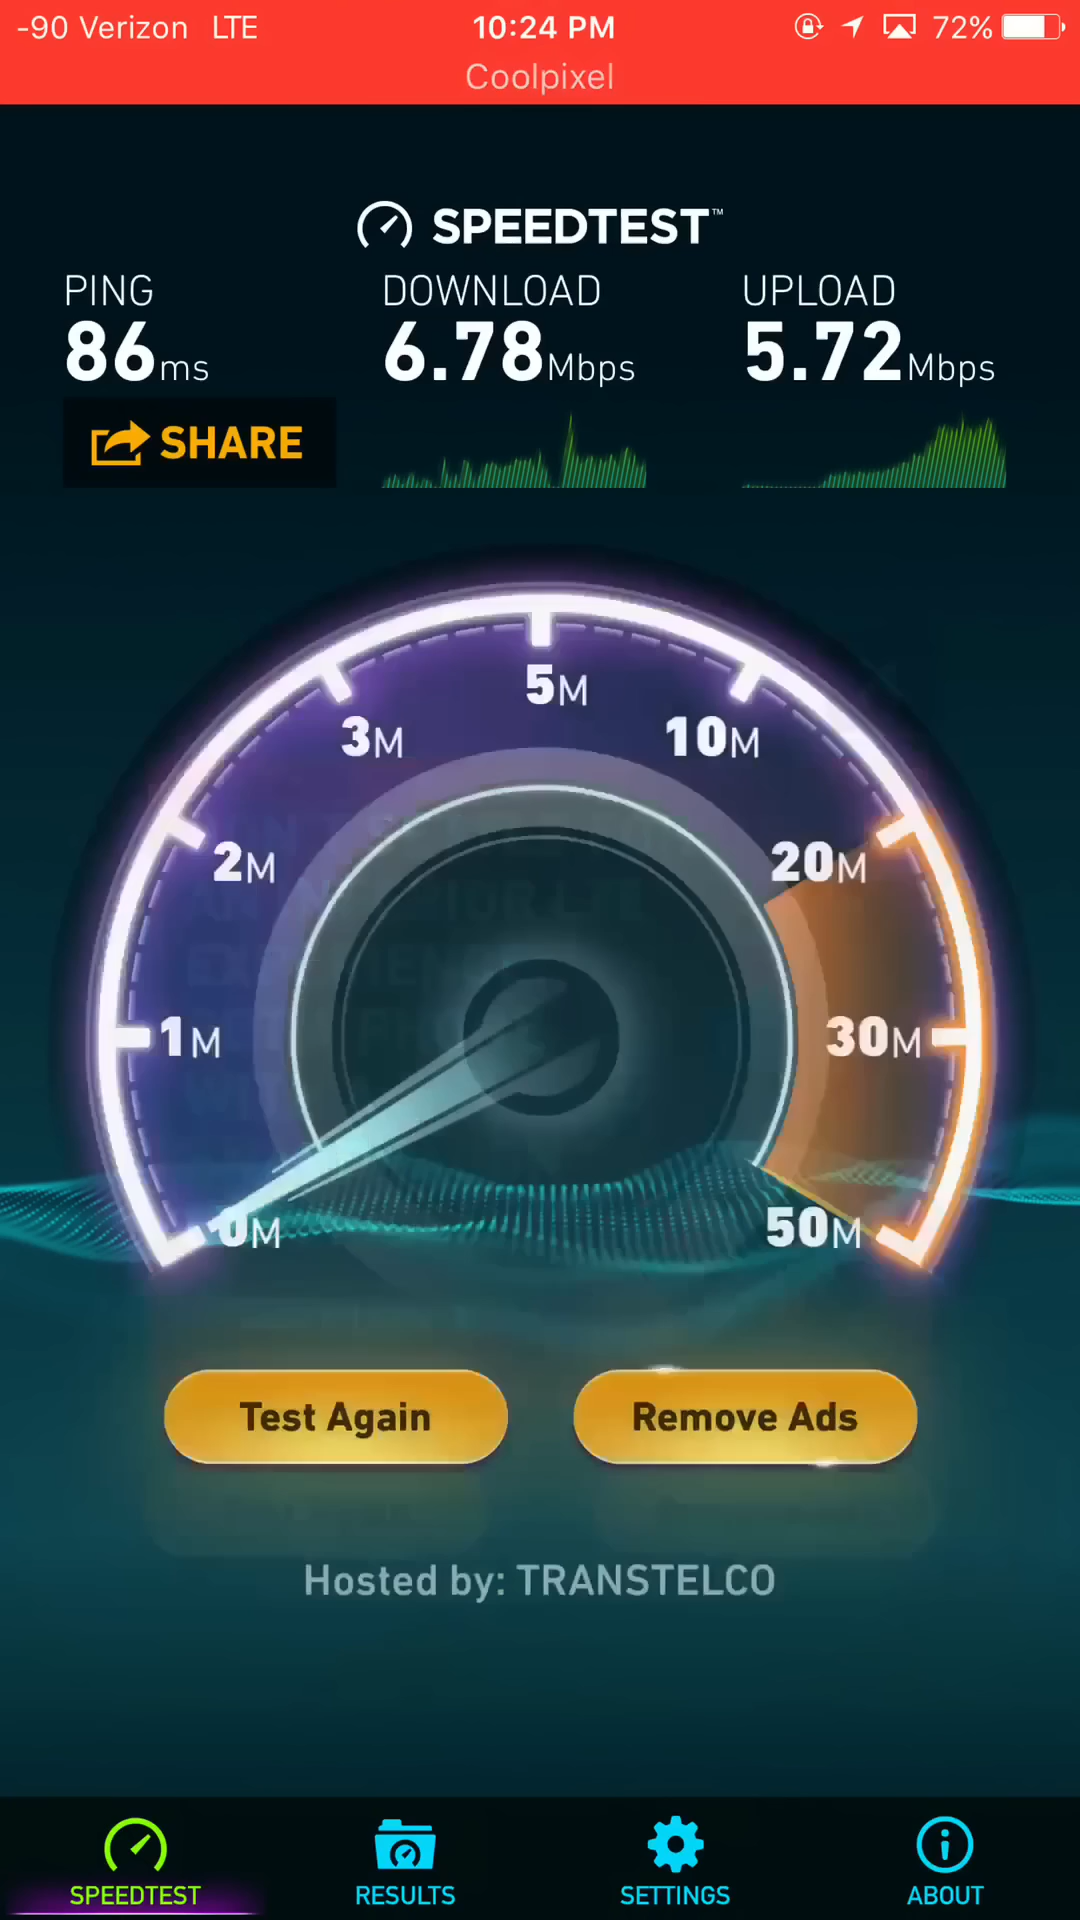 -90 Verizon LTE 10:24 PM 72%
Coolpixel
SPEEDTEST™
PING DOWNLOAD UPLOAD
86ms 6.78Mbps 5.72Mbps
SHARE
5M
3M 10M
2M 20M
1M 30M
0M 50M
Test Again Remove Ads
Hosted by: TRANSTELCO
SPEEDTEST RESULTS SETTINGS ABOUT